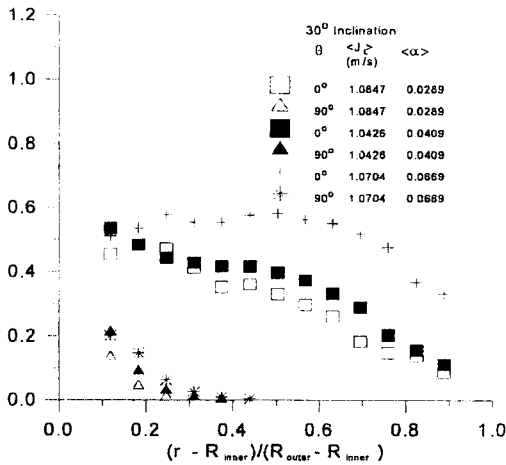 30° Inclination
θ <J_ℓ> <α>
(m/s)
0° 1.0847 0.0289
90° 1.0847 0.0289
0° 1.0426 0.0409
90° 1.0426 0.0409
0° 1.0704 0.0669
90° 1.0704 0.0669
1.2
1.0
0.8
0.6
0.4
0.2
0.0
0.0 0.2 0.4 0.6 0.8 1.0
(r - R inner)/(R outer - R inner)